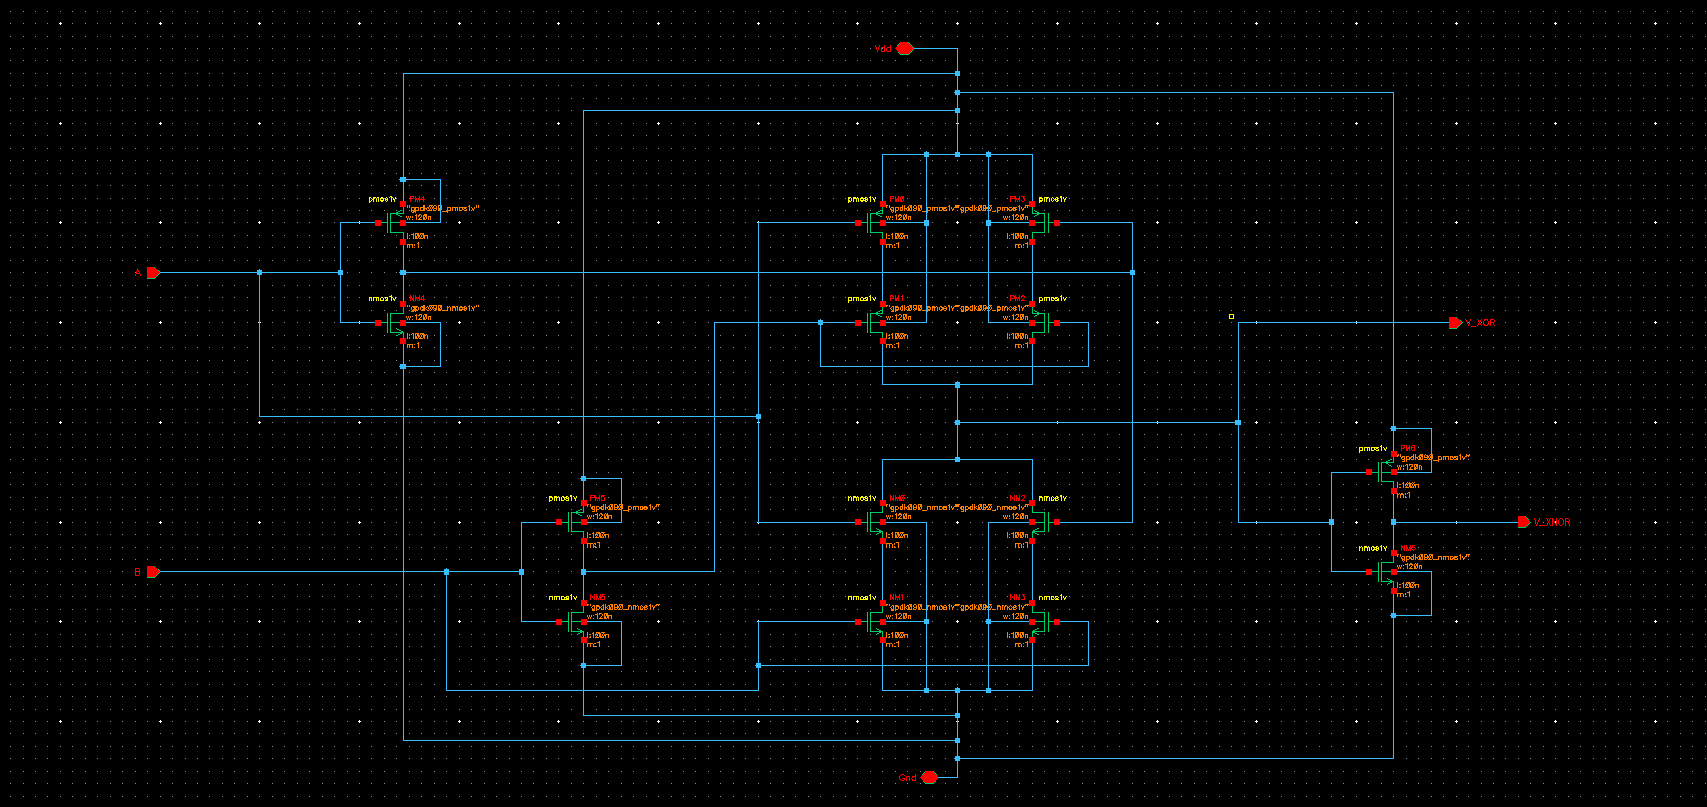 Vdd
pmos1v PM4
"gpdk090_pmos1v"
w:120n
l:100n
m:1
pmos1v PM0
"gpdk090_pmos1v"
w:120n
l:100n
m:1
PM3 pmos1v
"gpdk090_pmos1v"
w:120n
l:100n
m:1
A
nmos1v NM4
"gpdk090_nmos1v"
w:120n
l:100n
m:1
pmos1v PM1
"gpdk090_pmos1v"
w:120n
l:100n
m:1
PM2 pmos1v
"gpdk090_pmos1v"
w:120n
l:100n
m:1
V_XOR
pmos1v PM6
"gpdk090_pmos1v"
w:120n
l:100n
m:1
pmos1v PM5
"gpdk090_pmos1v"
w:120n
l:100n
m:1
nmos1v NM0
"gpdk090_nmos1v"
w:120n
l:100n
m:1
NM2 nmos1v
"gpdk090_nmos1v"
w:120n
l:100n
m:1
V_XNOR
nmos1v
"gpdk090_nmos1v"
w:120n
l:100n
m:1
B
nmos1v NM5
"gpdk090_nmos1v"
w:120n
l:100n
m:1
nmos1v NM1
"gpdk090_nmos1v"
w:120n
l:100n
m:1
NM3 nmos1v
"gpdk090_nmos1v"
w:120n
l:100n
m:1
Gnd